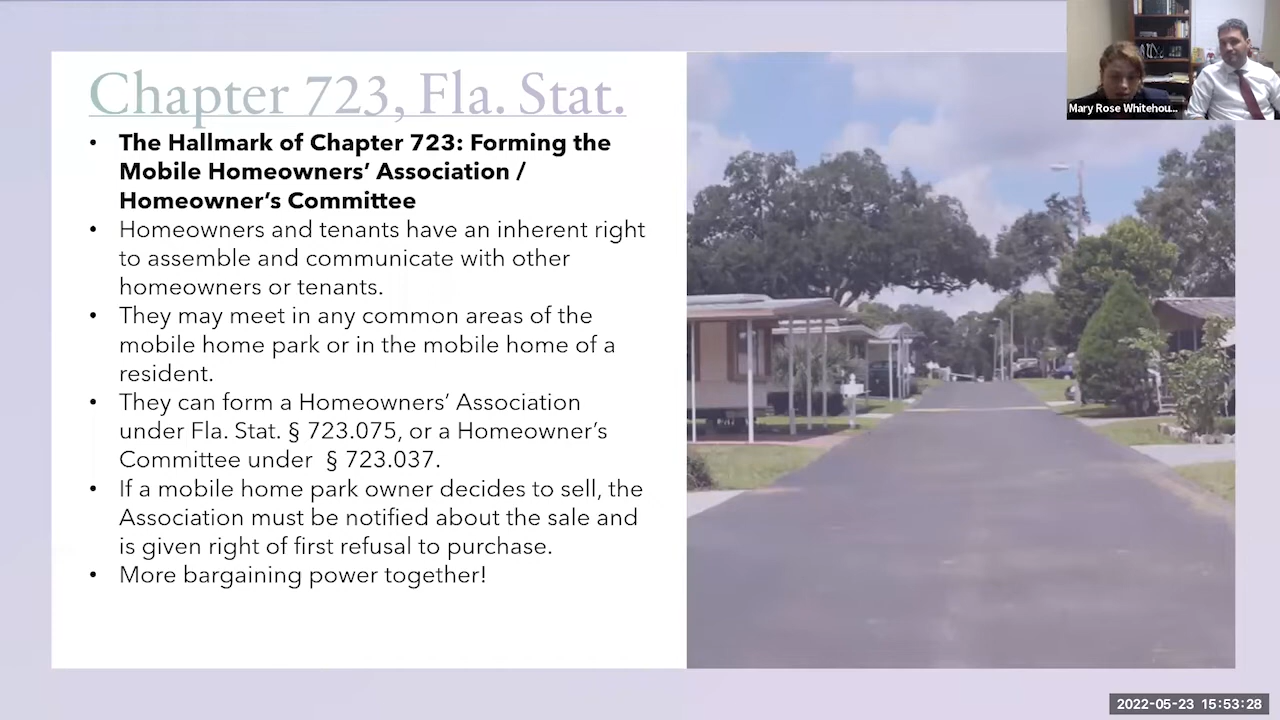 Chapter 723, Fla. Stat.
• The Hallmark of Chapter 723: Forming the
Mobile Homeowners’ Association /
Homeowner’s Committee
• Homeowners and tenants have an inherent right
to assemble and communicate with other
homeowners or tenants.
• They may meet in any common areas of the
mobile home park or in the mobile home of a
resident.
• They can form a Homeowners’ Association
under Fla. Stat. § 723.075, or a Homeowner’s
Committee under § 723.037.
• If a mobile home park owner decides to sell, the
Association must be notified about the sale and
is given right of first refusal to purchase.
• More bargaining power together!
Mary Rose Whitehou...
2022-05-23 15:53:28